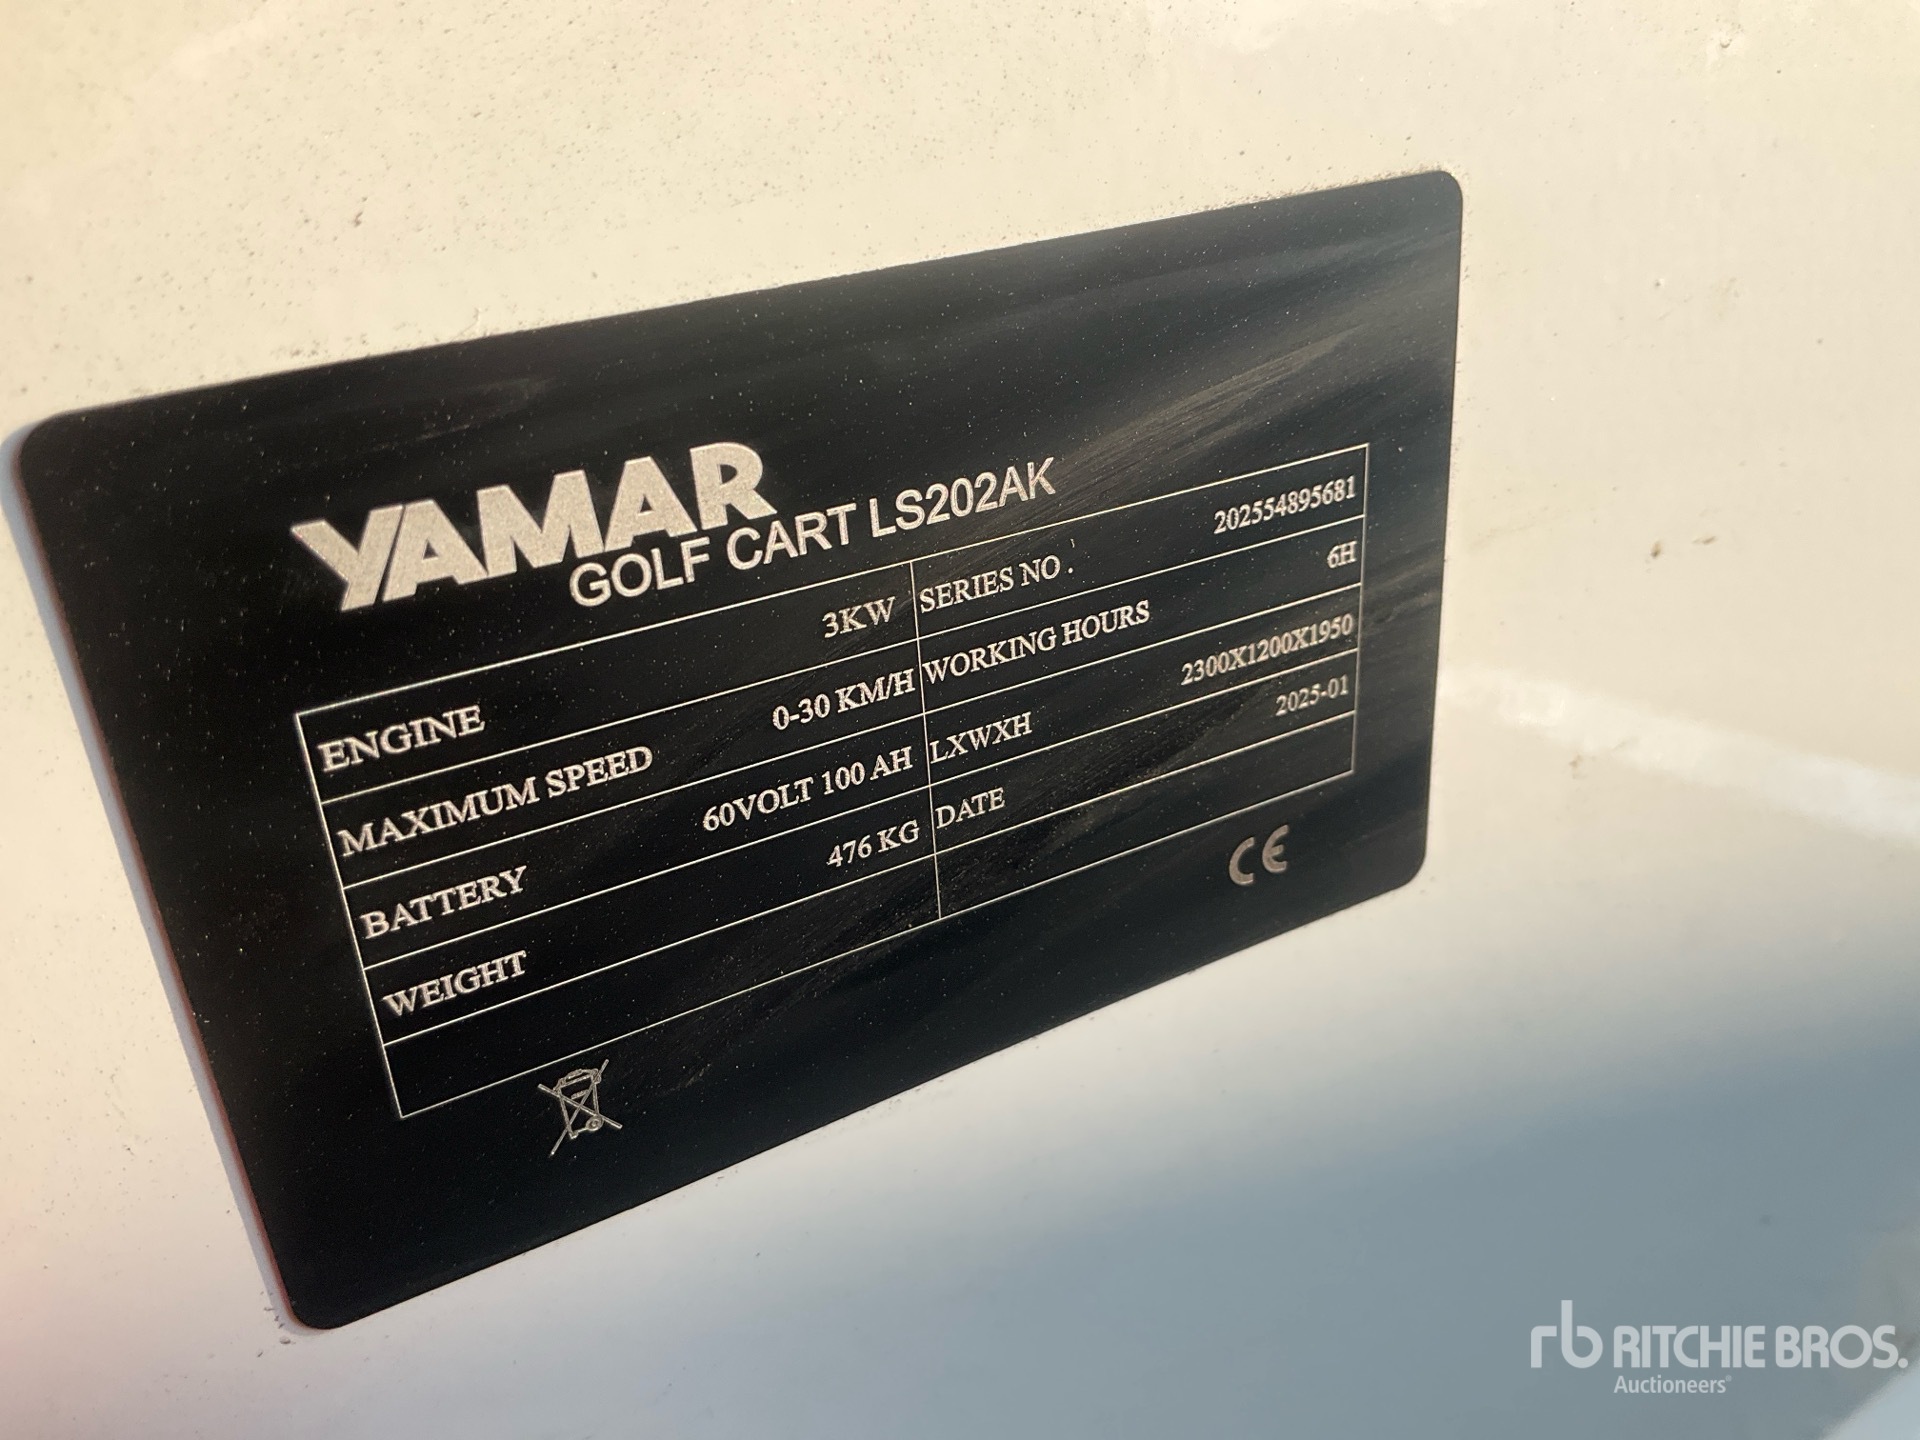 YAMAR
GOLF CART LS202AK
ENGINE 3KW SERIES NO . 202554895681
MAXIMUM SPEED 0-30 KM/H WORKING HOURS 6H
BATTERY 60VOLT 100 AH LXWXH 2300X1200X1950
WEIGHT 476 KG DATE 2025-01
CE
rb RITCHIE BROS.
Auctioneers®